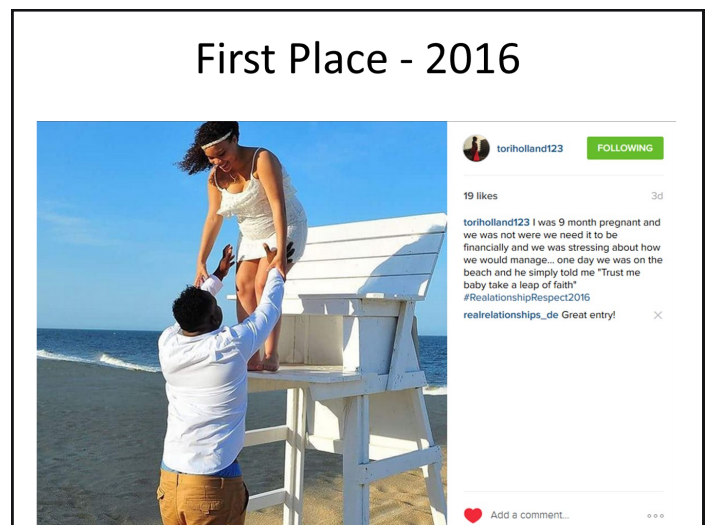 First Place - 2016
toriholland123
FOLLOWING
19 likes
3d
toriholland123 I was 9 month pregnant and
we was not were we need it to be
financially and we was stressing about how
we would manage... one day we was on the
beach and he simply told me "Trust me
baby take a leap of faith"
#RealationshipRespect2016
realrelationships_de Great entry!
Add a comment...